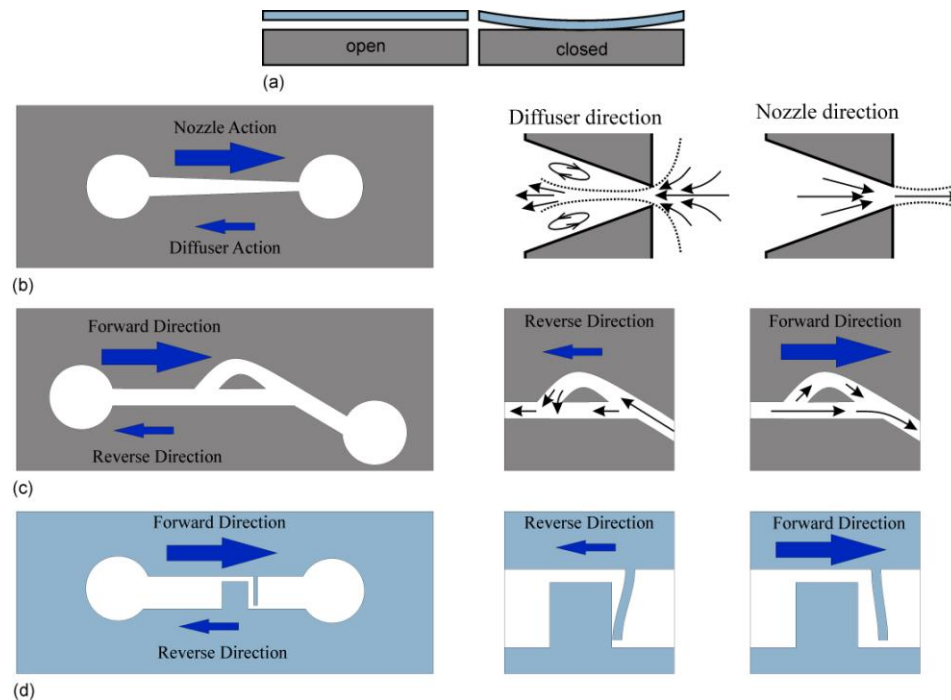 open
closed
(a)
Nozzle Action
Diffuser Action
Diffuser direction
Nozzle direction
(b)
Forward Direction
Reverse Direction
Reverse Direction
Forward Direction
(c)
Forward Direction
Reverse Direction
Reverse Direction
Forward Direction
(d)